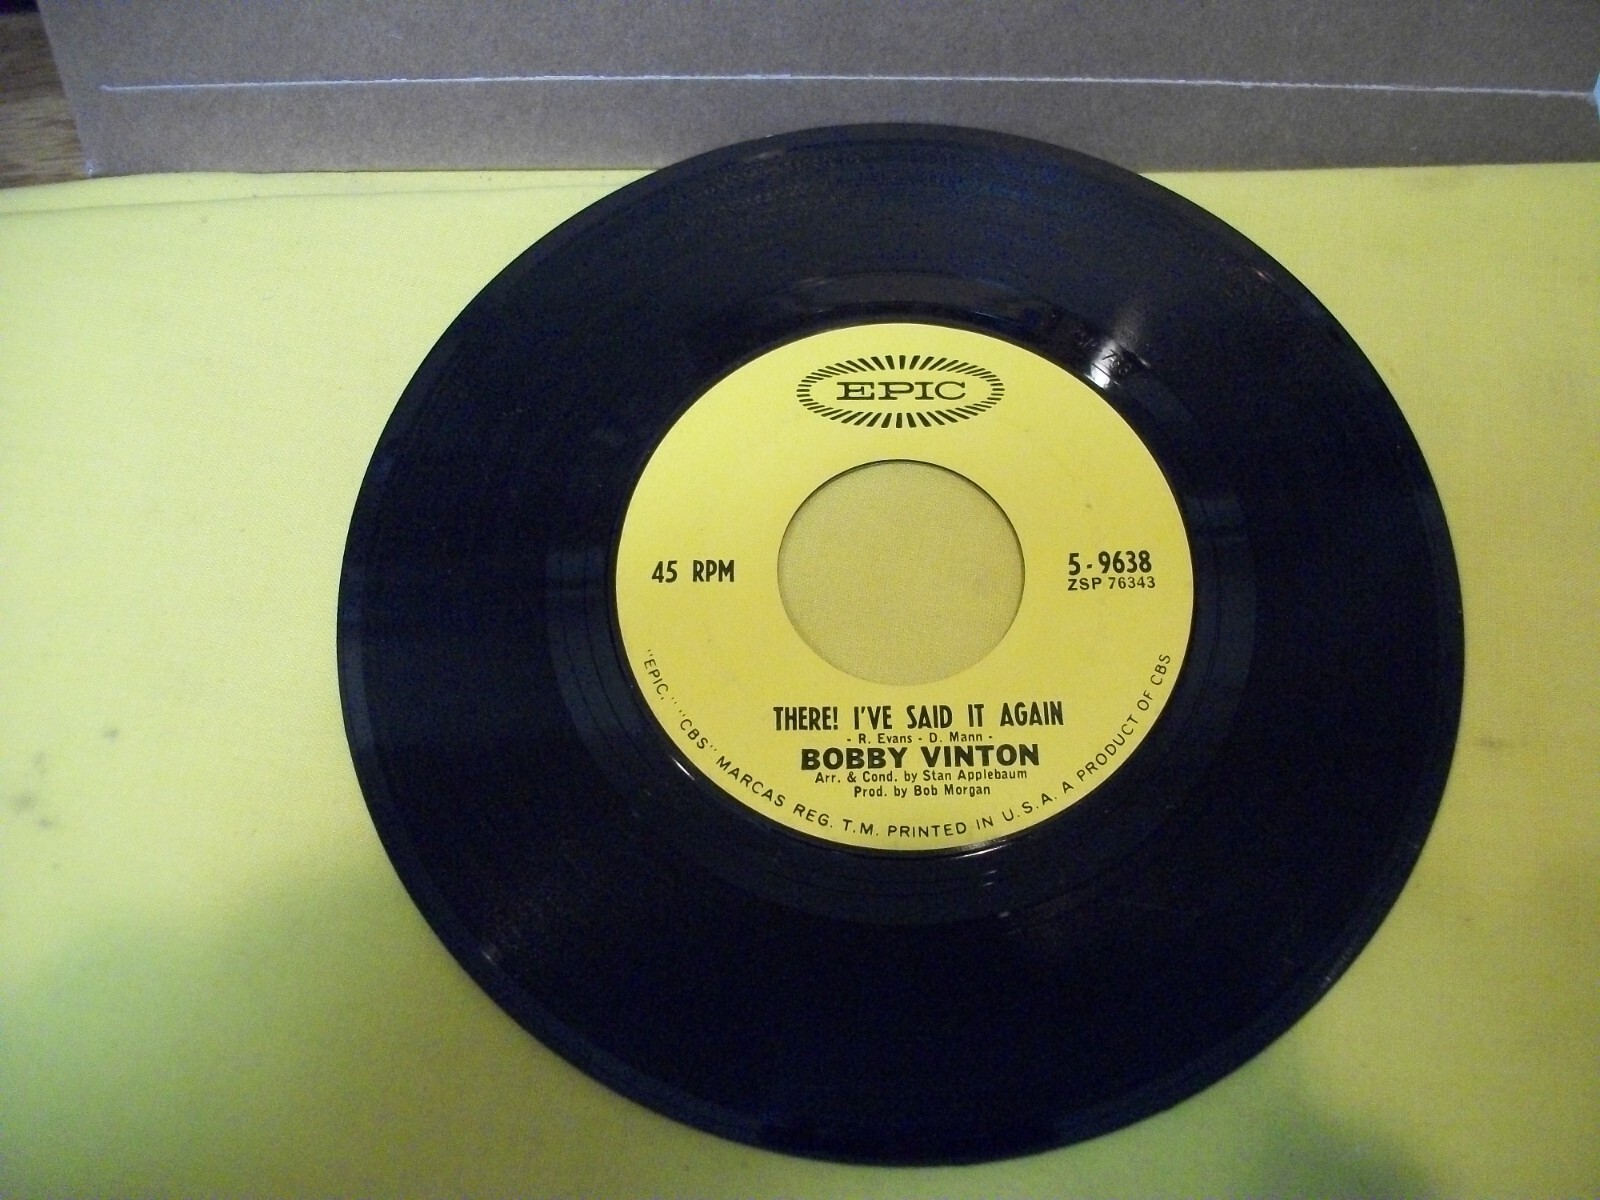 EPIC
45 RPM
5-9638
ZSP 76343
THERE! I'VE SAID IT AGAIN
- R. Evans - D. Mann -
BOBBY VINTON
Arr. & Cond. by Stan Applebaum
Prod. by Bob Morgan
"EPIC," "CBS" MARCAS REG. T.M. PRINTED IN U.S.A. A PRODUCT OF CBS